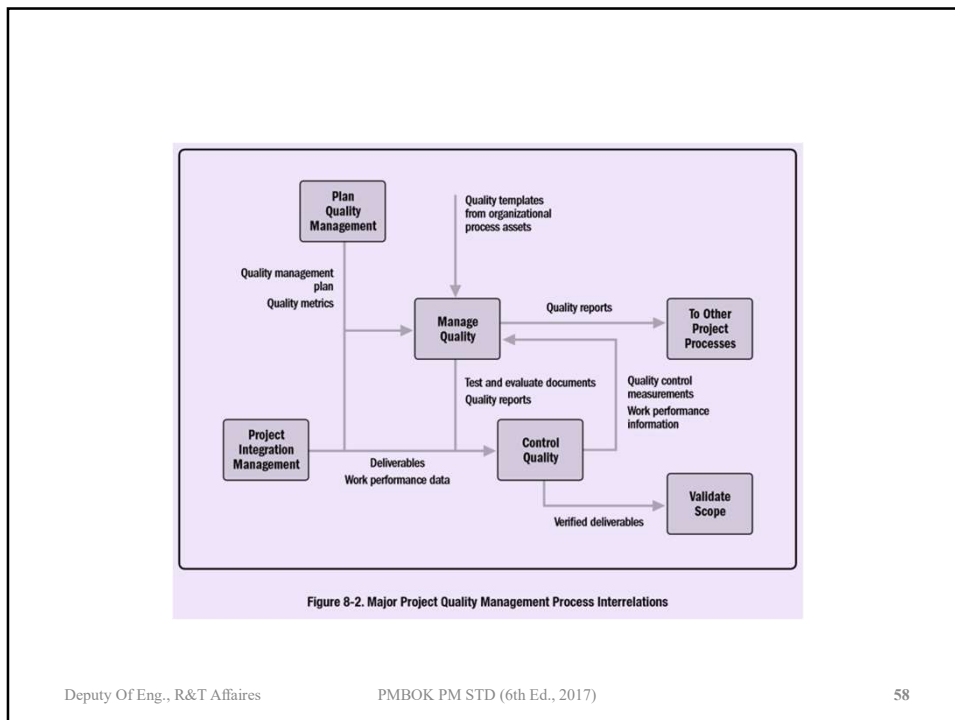 Plan
Quality
Management
Quality templates
from organizational
process assets
Quality management
plan
Quality metrics
Manage
Quality
Quality reports
To Other
Project
Processes
Test and evaluate documents
Quality reports
Quality control
measurements
Work performance
information
Project
Integration
Management
Deliverables
Work performance data
Control
Quality
Verified deliverables
Validate
Scope
Figure 8-2. Major Project Quality Management Process Interrelations
Deputy Of Eng., R&T Affaires PMBOK PM STD (6th Ed., 2017) 58